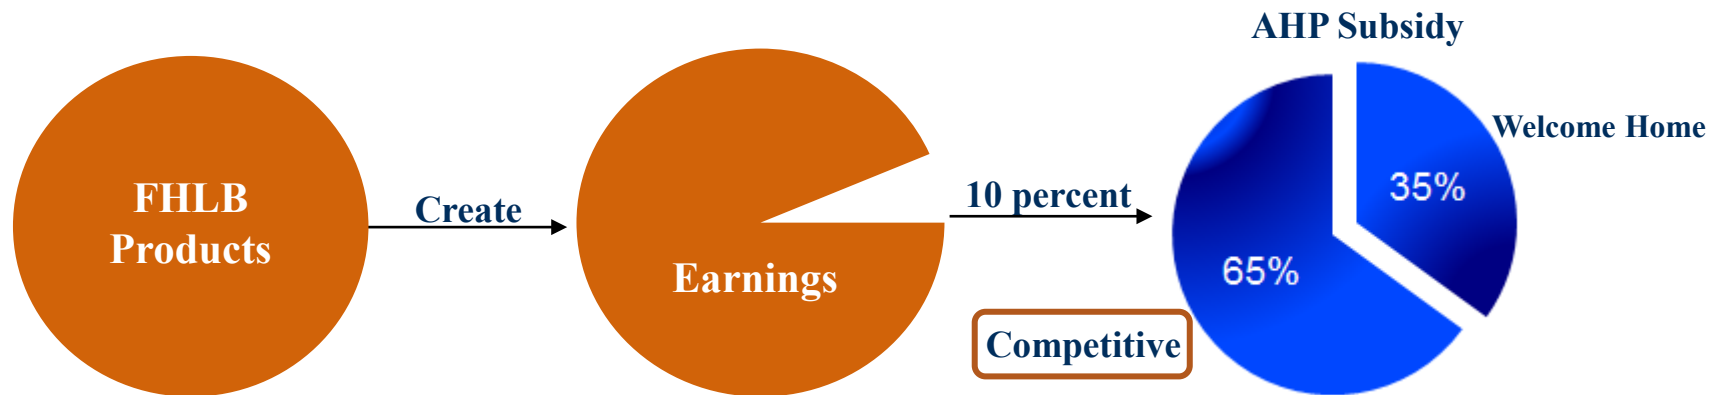 AHP Subsidy
FHLB
Products
Create
Earnings
10 percent
Competitive
65%
35%
Welcome Home